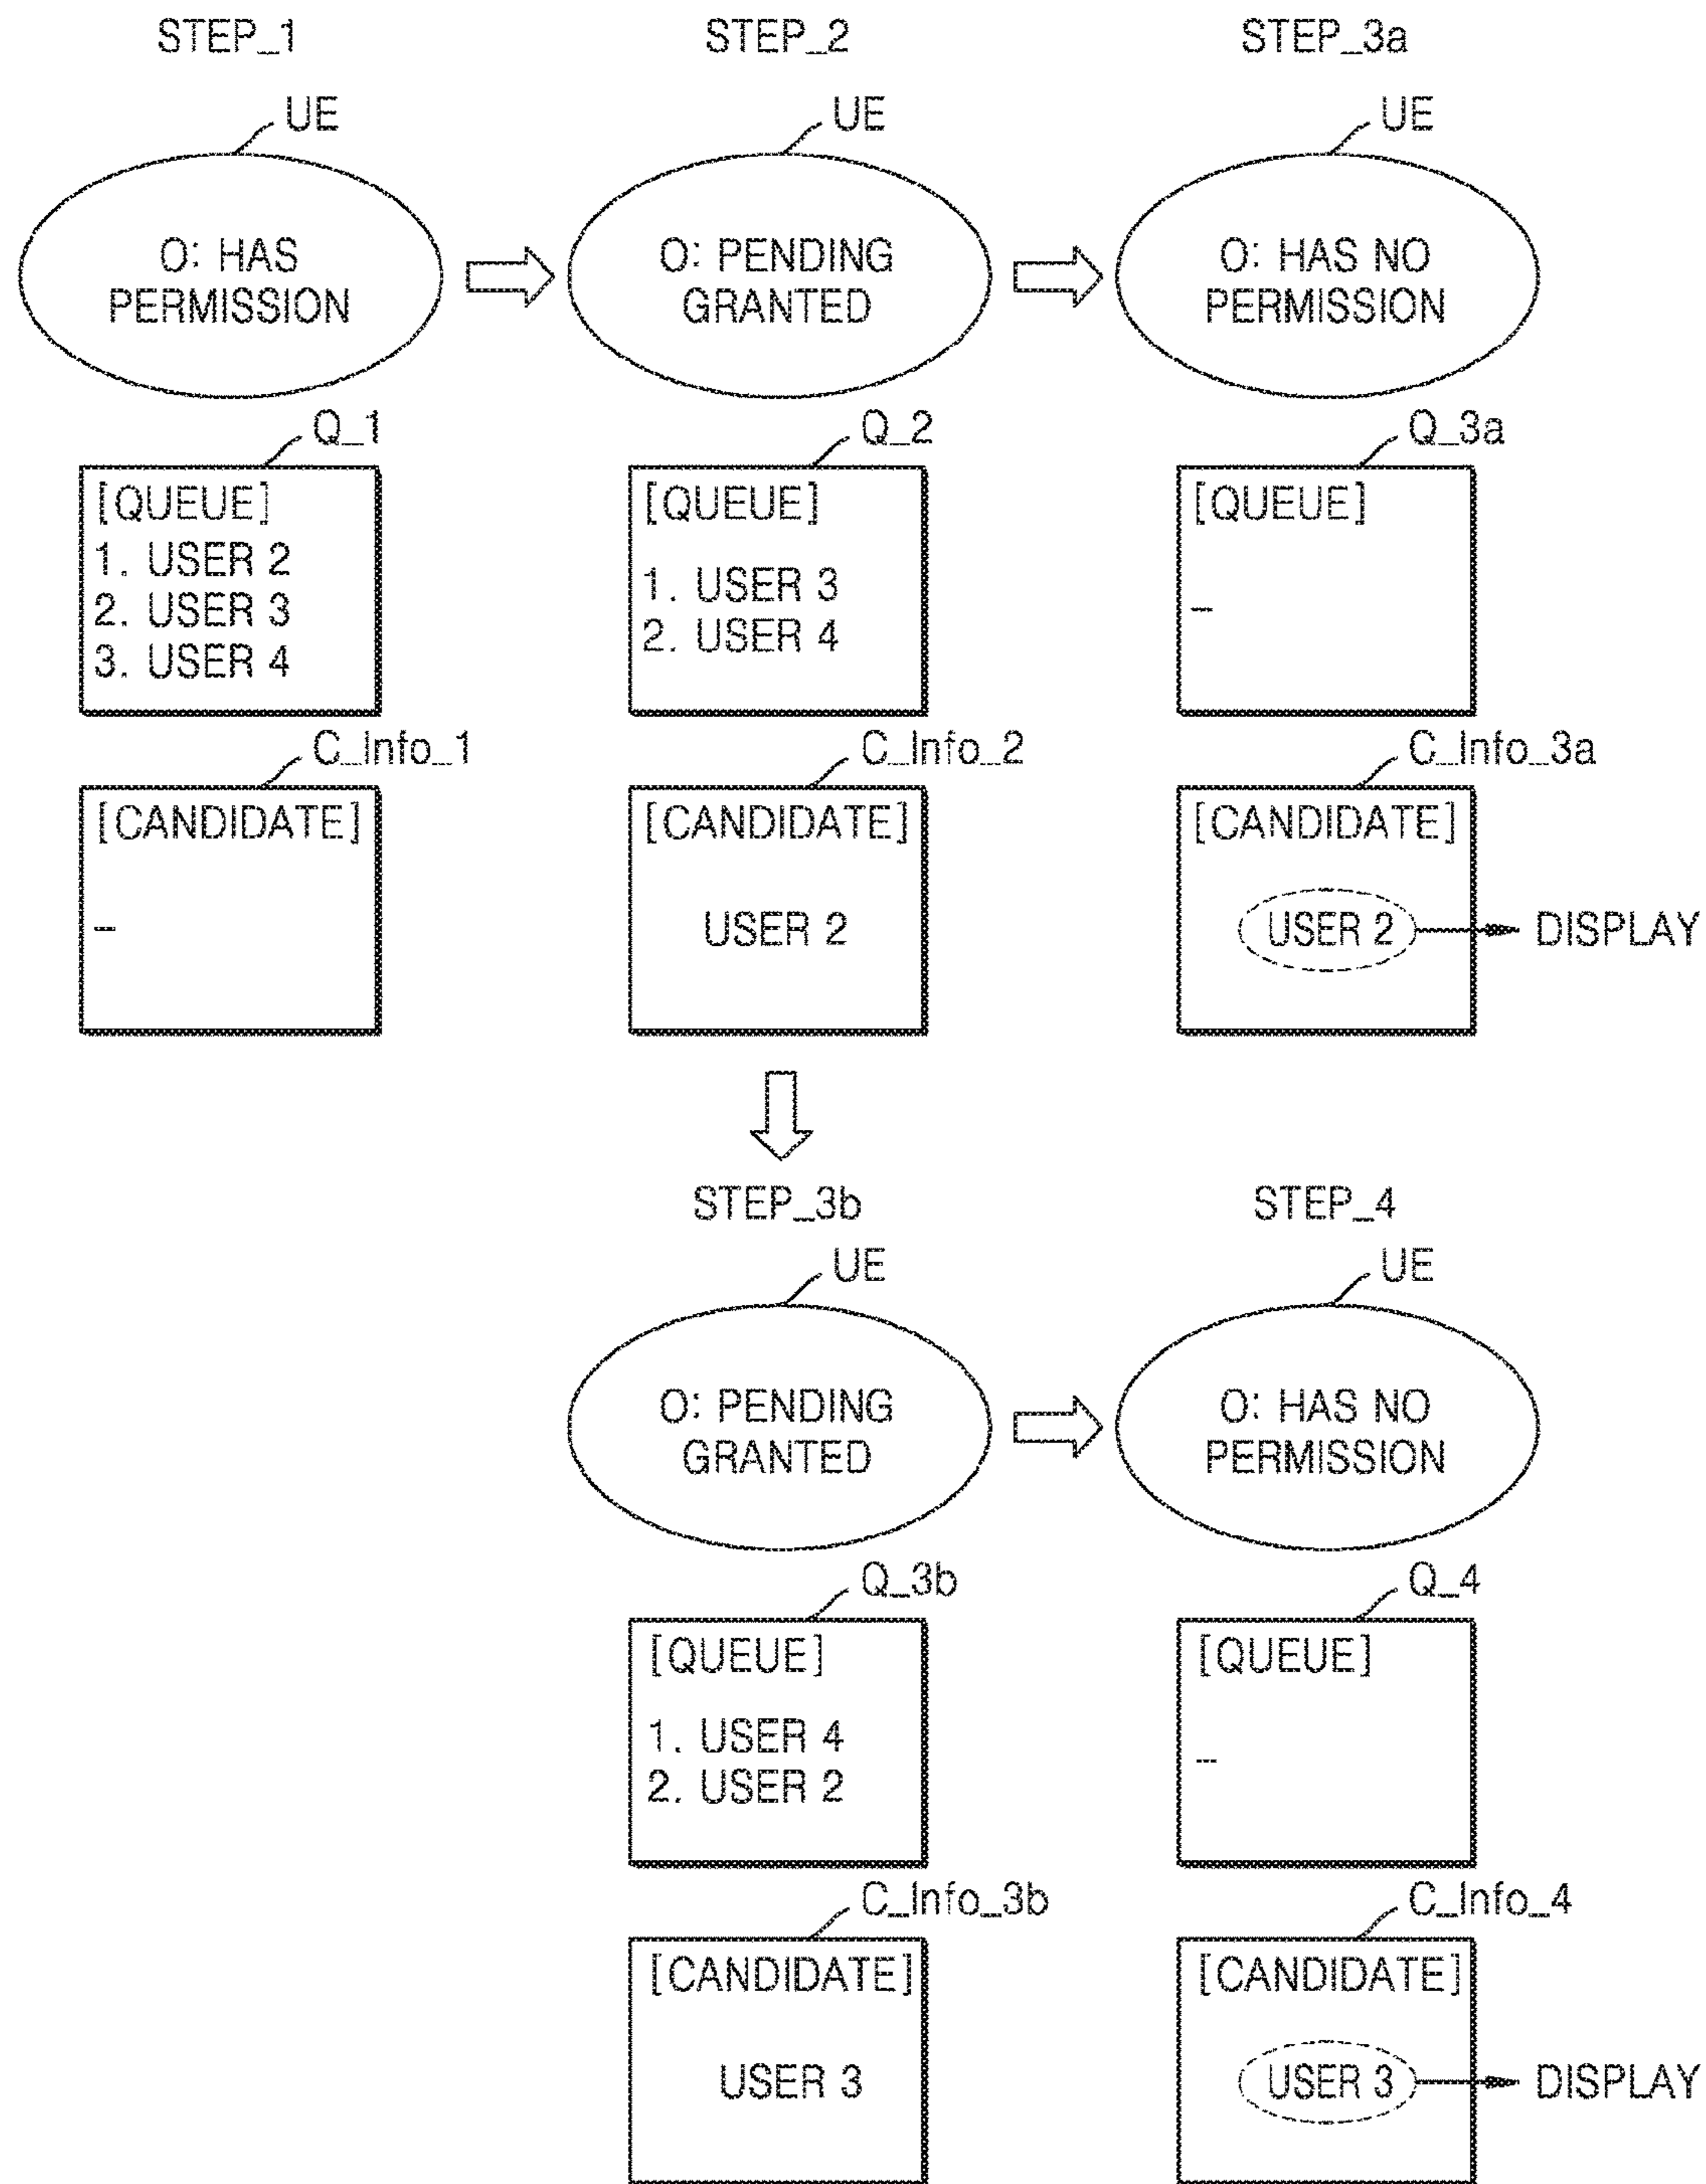 STEP_1
STEP_2
STEP_3a
UE
UE
UE
O: HAS
PERMISSION
O: PENDING
GRANTED
O: HAS NO
PERMISSION
Q_1
Q_2
Q_3a
[QUEUE]
1. USER 2
2. USER 3
3. USER 4
[QUEUE]
1. USER 3
2. USER 4
[QUEUE]
–
C_Info_1
C_Info_2
C_Info_3a
[CANDIDATE]
–
[CANDIDATE]
USER 2
[CANDIDATE]
USER 2
DISPLAY
STEP_3b
STEP_4
UE
UE
O: PENDING
GRANTED
O: HAS NO
PERMISSION
Q_3b
Q_4
[QUEUE]
1. USER 4
2. USER 2
[QUEUE]
–
C_Info_3b
C_Info_4
[CANDIDATE]
USER 3
[CANDIDATE]
USER 3
DISPLAY